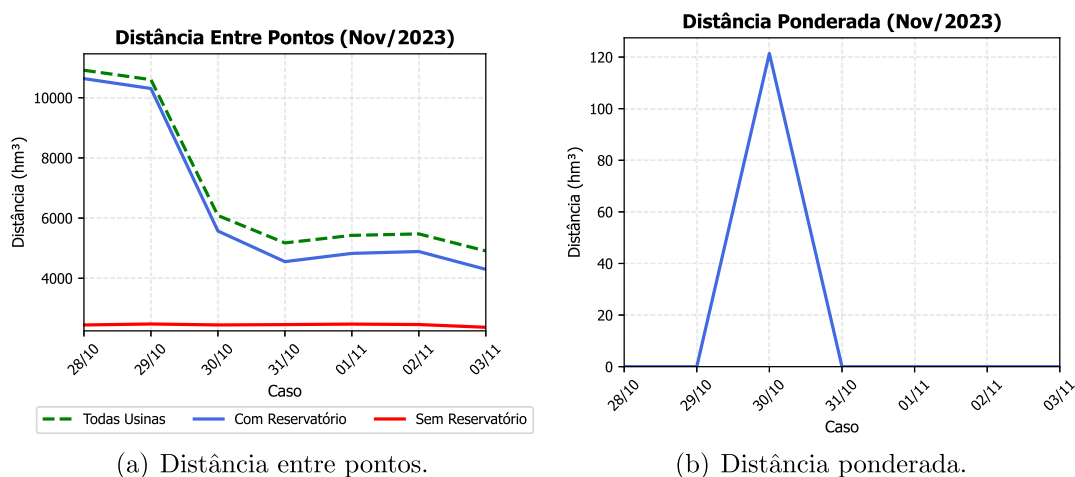 Distância Entre Pontos (Nov/2023)
Distância (hm³)
10000
8000
6000
4000
28/10
29/10
30/10
31/10
01/11
02/11
03/11
Caso
Todas Usinas
Com Reservatório
Sem Reservatório
(a) Distância entre pontos.
Distância Ponderada (Nov/2023)
Distância (hm³)
120
100
80
60
40
20
0
28/10
29/10
30/10
31/10
01/11
02/11
03/11
Caso
(b) Distância ponderada.